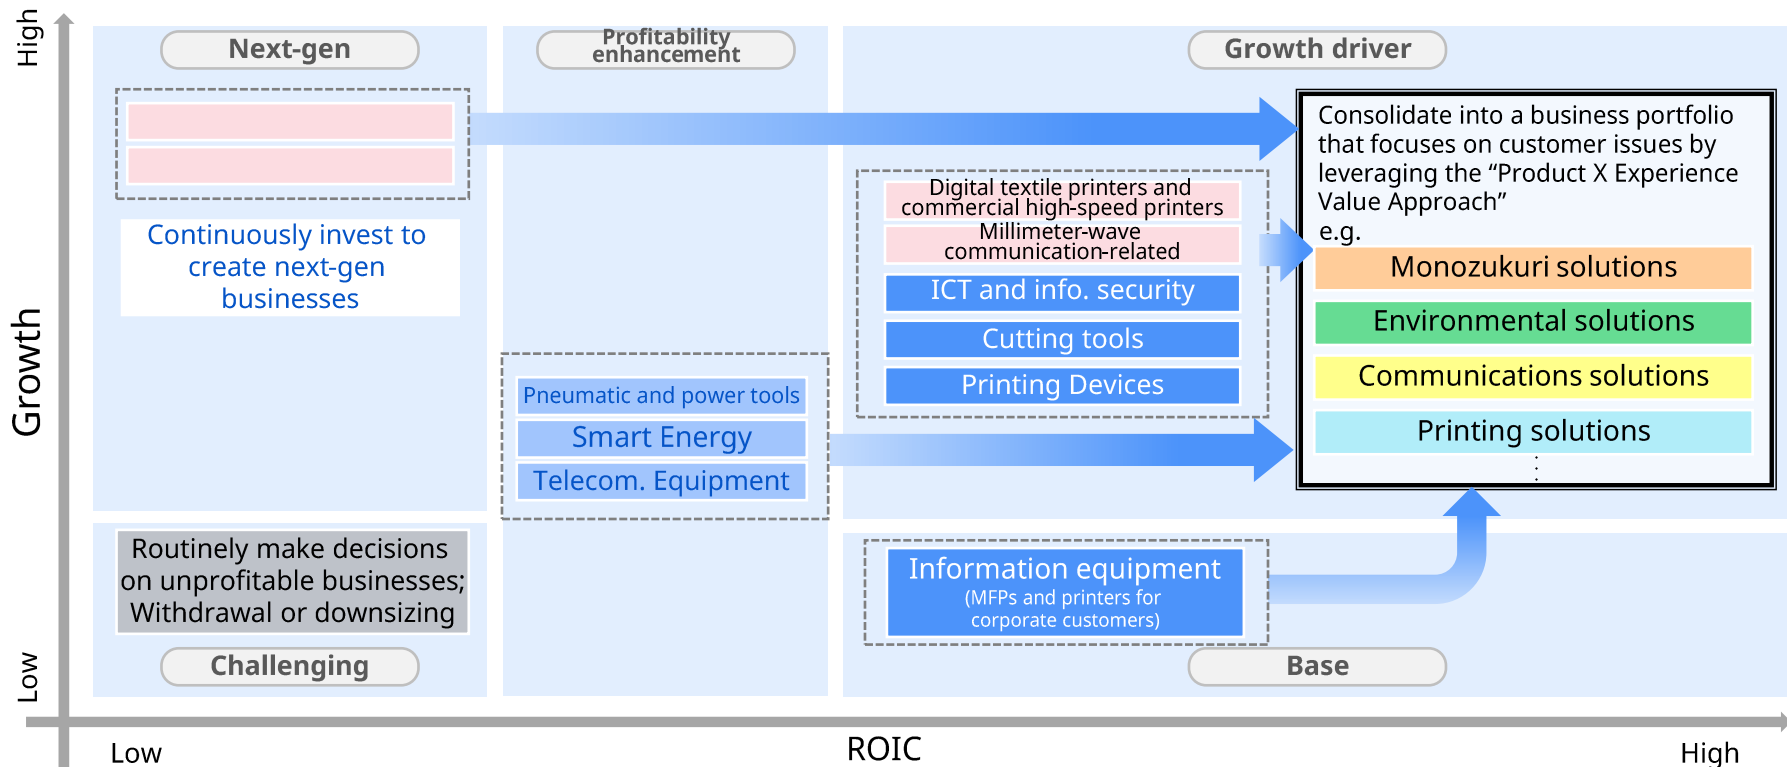 High
Growth
Low
Next-gen
Continuously invest to
create next-gen
businesses
Routinely make decisions
on unprofitable businesses;
Withdrawal or downsizing
Challenging
Profitability
enhancement
Pneumatic and power tools
Smart Energy
Telecom. Equipment
Growth driver
Digital textile printers and
commercial high-speed printers
Millimeter-wave
communication-related
ICT and info. security
Cutting tools
Printing Devices
Consolidate into a business portfolio
that focuses on customer issues by
leveraging the “Product X Experience
Value Approach”
e.g.
Monozukuri solutions
Environmental solutions
Communications solutions
Printing solutions
Information equipment
(MFPs and printers for
corporate customers)
Base
Low
ROIC
High